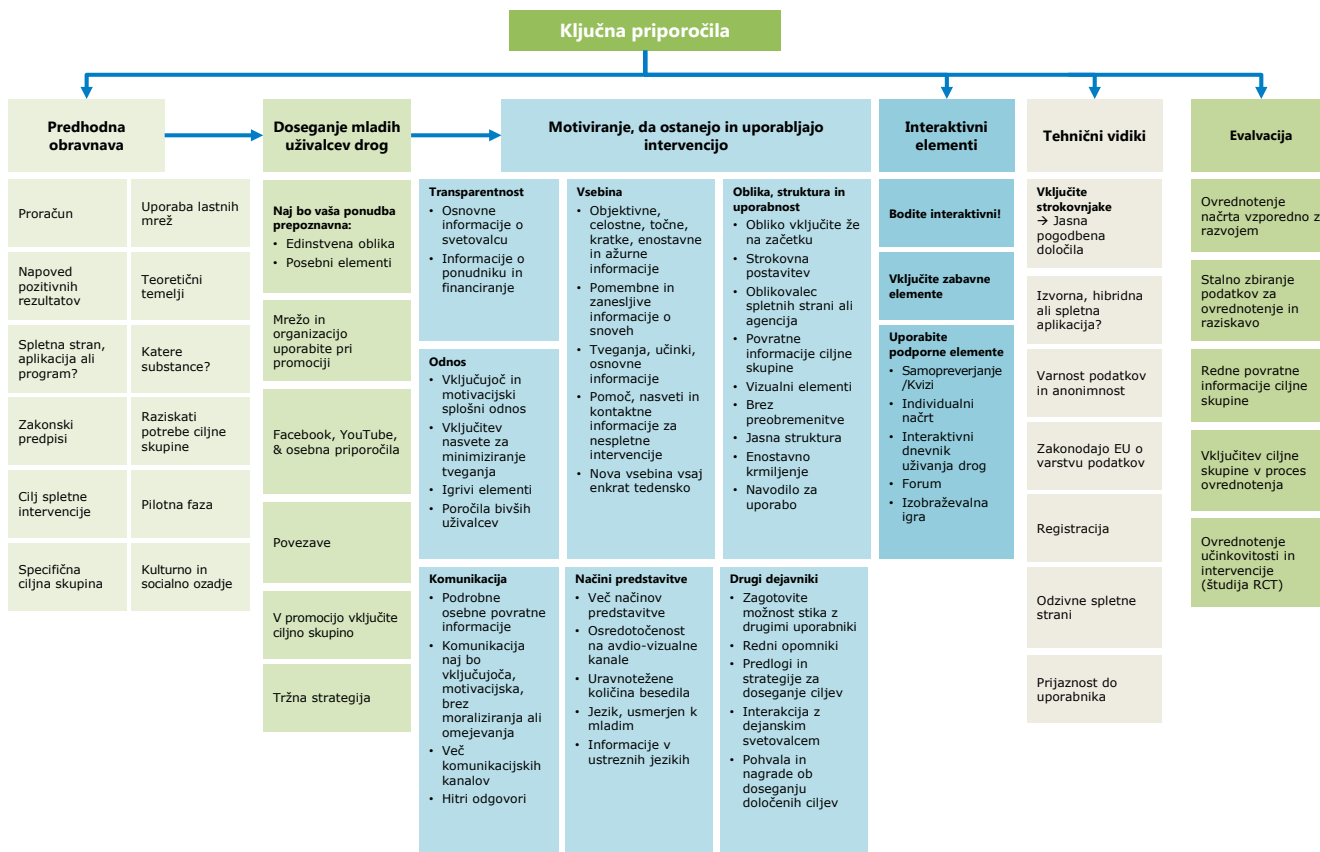 Ključna priporočila
Predhodna
obravnava
Doseganje mladih
uživalcev drog
Motiviranje, da ostanejo in uporabljajo
intervencijo
Interaktivni
elementi
Tehnični vidiki
Evalvacija
Proračun
Napoved
pozitivnih
rezultatov
Spletna stran,
aplikacija ali
program?
Zakonski
predpisi
Cilj spletne
intervencije
Specifična
ciljna skupina
Uporaba lastnih
mrež
Teoretični
temelji
Katere
substance?
Raziskati
potrebe ciljne
skupine
Pilotna faza
Kulturno in
socialno ozadje
Naj bo vaša ponudba
prepoznavna:
• Edinstvena oblika
• Posebni elementi
Mrežo in
organizacijo
uporabite pri
promociji
Facebook, YouTube,
& osebna priporočila
Povezave
V promocijo vključite
ciljno skupino
Tržna strategija
Transparentnost
• Osnovne
informacije o
svetovalcu
• Informacije o
ponudniku in
financiranje
Odnos
• Vključujoč in
motivacijski
splošni odnos
• Vključitev
nasvete za
minimiziranje
tveganja
• Igrivi elementi
• Poročila bivših
uživalcev
Komunikacija
• Podrobne
osebne povratne
informacije
• Komunikacija
naj bo
vključujoča,
motivacijska,
brez
moraliziranja ali
omejevanja
• Več
komunikacijskih
kanalov
• Hitri odgovori
Vsebina
• Objektivne,
celostne, točne,
kratke, enostavne
in ažurne
informacije
• Pomembne in
zanesljive
informacije o
snoveh
• Tveganja, učinki,
osnovne
informacije
• Pomoč, nasveti in
kontaktne
informacije za
nespletne
intervencije
• Nova vsebina vsaj
enkrat tedensko
Načini predstavitve
• Več načinov
predstavitve
• Osredotočenost
na avdio-vizualne
kanale
• Uravnotežene
količina besedila
• Jezik, usmerjen k
mladim
• Informacije v
ustreznih jezikih
Oblika, struktura in
uporabnost
• Obliko vključite že
na začetku
• Strokovna
postavitev
• Oblikovalec
spletnih strani ali
agencija
• Povratne
informacije ciljne
skupine
• Vizualni elementi
• Brez
preobremenitve
• Jasna struktura
• Enostavno
krmiljenje
• Navodilo za
uporabo
Drugi dejavniki
• Zagotovite
možnost stika z
drugimi uporabniki
• Redni opomniki
• Predlogi in
strategije za
doseganje ciljev
• Interakcija z
dejanskim
svetovalcem
• Pohvala in
nagrade ob
doseganju
določenih ciljev
Bodite interaktivni!
Vključite zabavne
elemente
Uporabite
podporne elemente
• Samopreverjanje
/Kvizi
• Individualni
načrt
• Interaktivni
dnevnik
uživanja drog
• Forum
• Izobraževalna
igra
Vključite
strokovnjake
→ Jasna
pogodbena
določila
Izvorna, hibridna
ali spletna
aplikacija?
Varnost podatkov
in anonimnost
Zakonodajo EU o
varstvu podatkov
Registracija
Odzivne spletne
strani
Prijaznost do
uporabnika
Ovrednotenje
načrta vzporedno z
razvojem
Stalno zbiranje
podatkov za
ovrednotenje in
raziskavo
Redne povratne
informacije ciljne
skupine
Vključitev ciljne
skupine v proces
ovrednotenja
Ovrednotenje
učinkovitosti in
intervencije
(študija RCT)